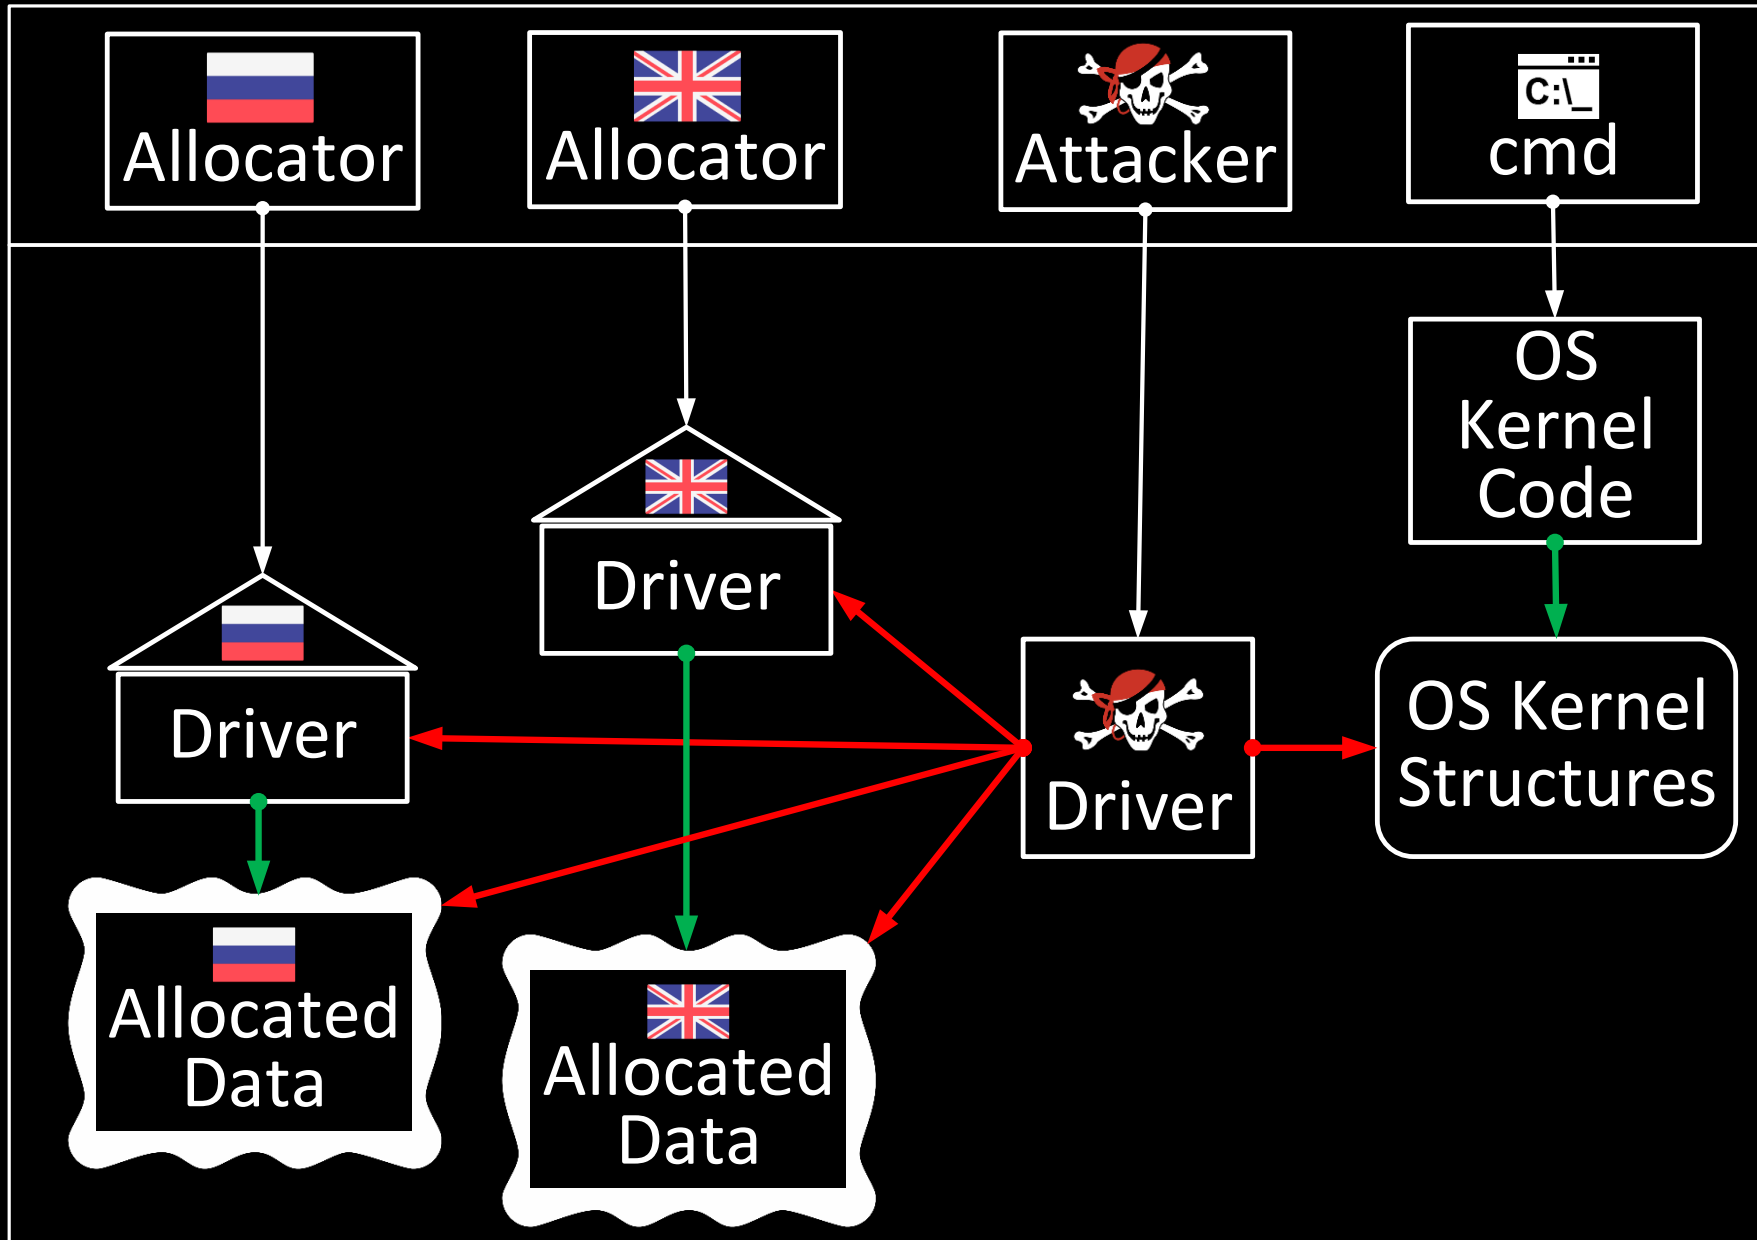 Allocator
Allocator
Attacker
C:\_
cmd
OS
Kernel
Code
Driver
Driver
Driver
OS Kernel
Structures
Allocated
Data
Allocated
Data